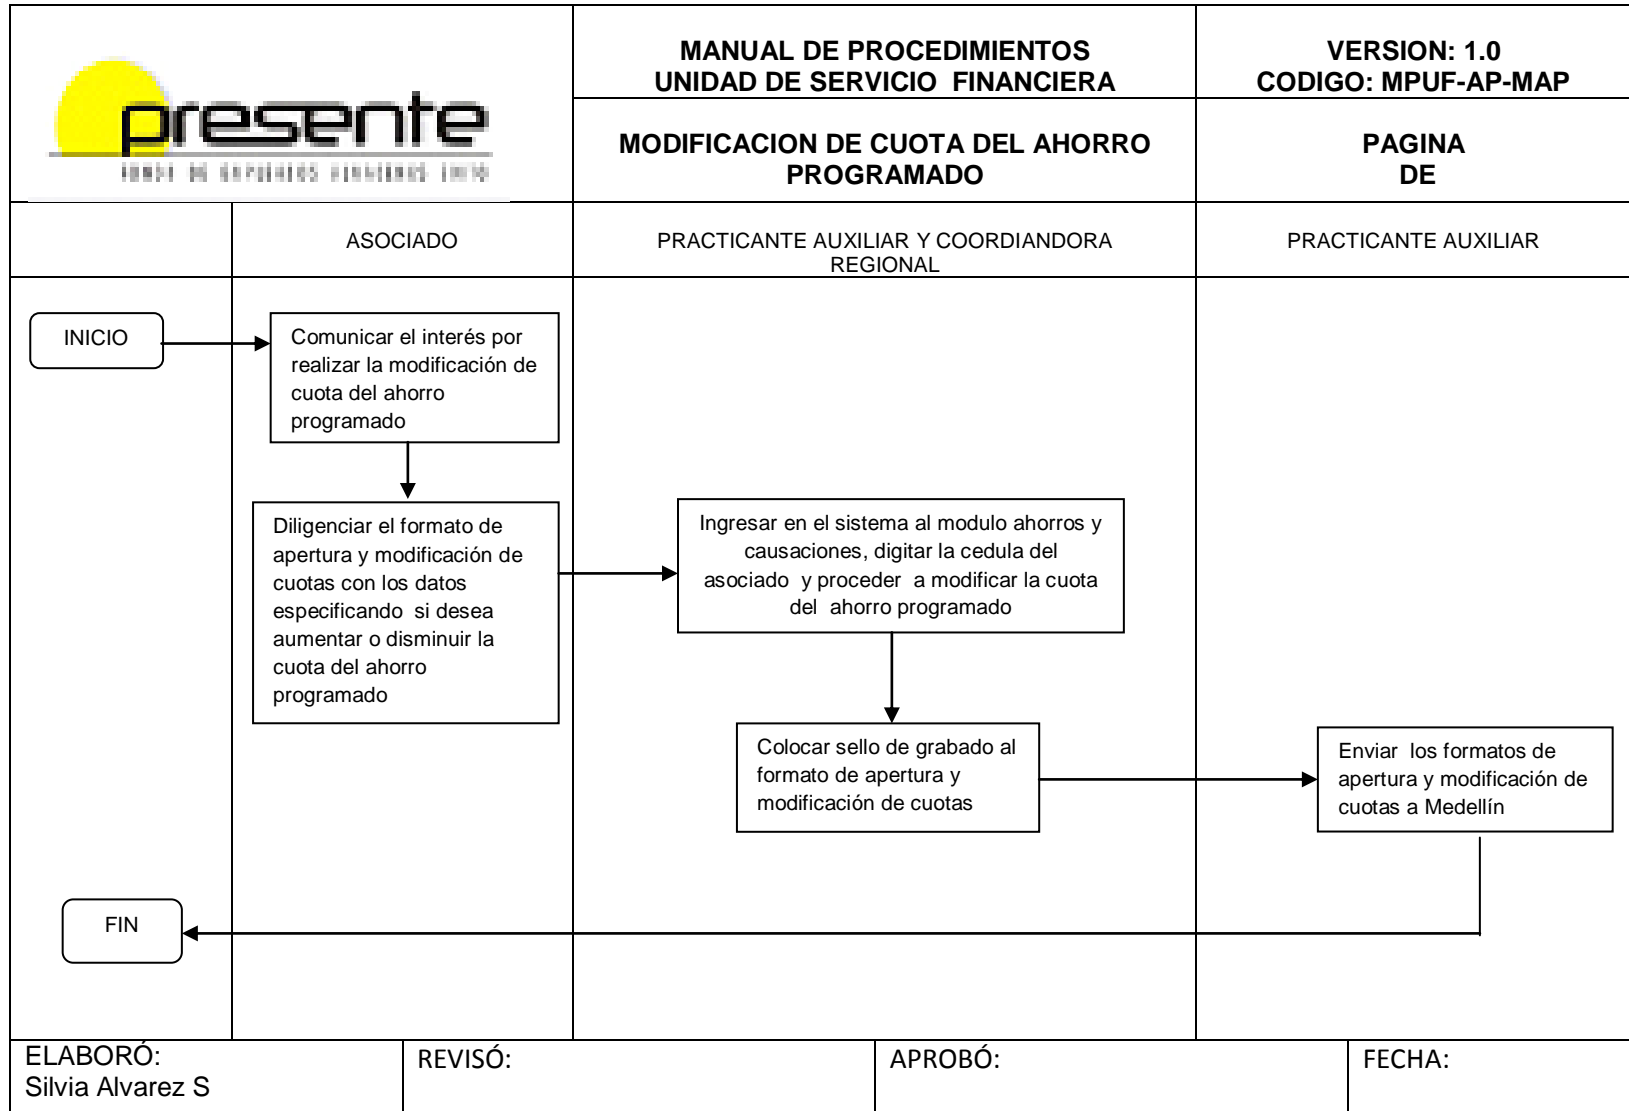 presente
MANUAL DE PROCEDIMIENTOS
UNIDAD DE SERVICIO FINANCIERA
VERSION: 1.0
CODIGO: MPUF-AP-MAP
MODIFICACION DE CUOTA DEL AHORRO
PROGRAMADO
PAGINA
DE
ASOCIADO
PRACTICANTE AUXILIAR Y COORDIANDORA
REGIONAL
PRACTICANTE AUXILIAR
INICIO
Comunicar el interés por
realizar la modificación de
cuota del ahorro
programado
Diligenciar el formato de
apertura y modificación de
cuotas con los datos
especificando si desea
aumentar o disminuir la
cuota del ahorro
programado
Ingresar en el sistema al modulo ahorros y
causaciones, digitar la cedula del
asociado y proceder a modificar la cuota
del ahorro programado
Colocar sello de grabado al
formato de apertura y
modificación de cuotas
Enviar los formatos de
apertura y modificación de
cuotas a Medellín
FIN
ELABORÓ:
Silvia Alvarez S
REVISÓ:
APROBÓ:
FECHA: